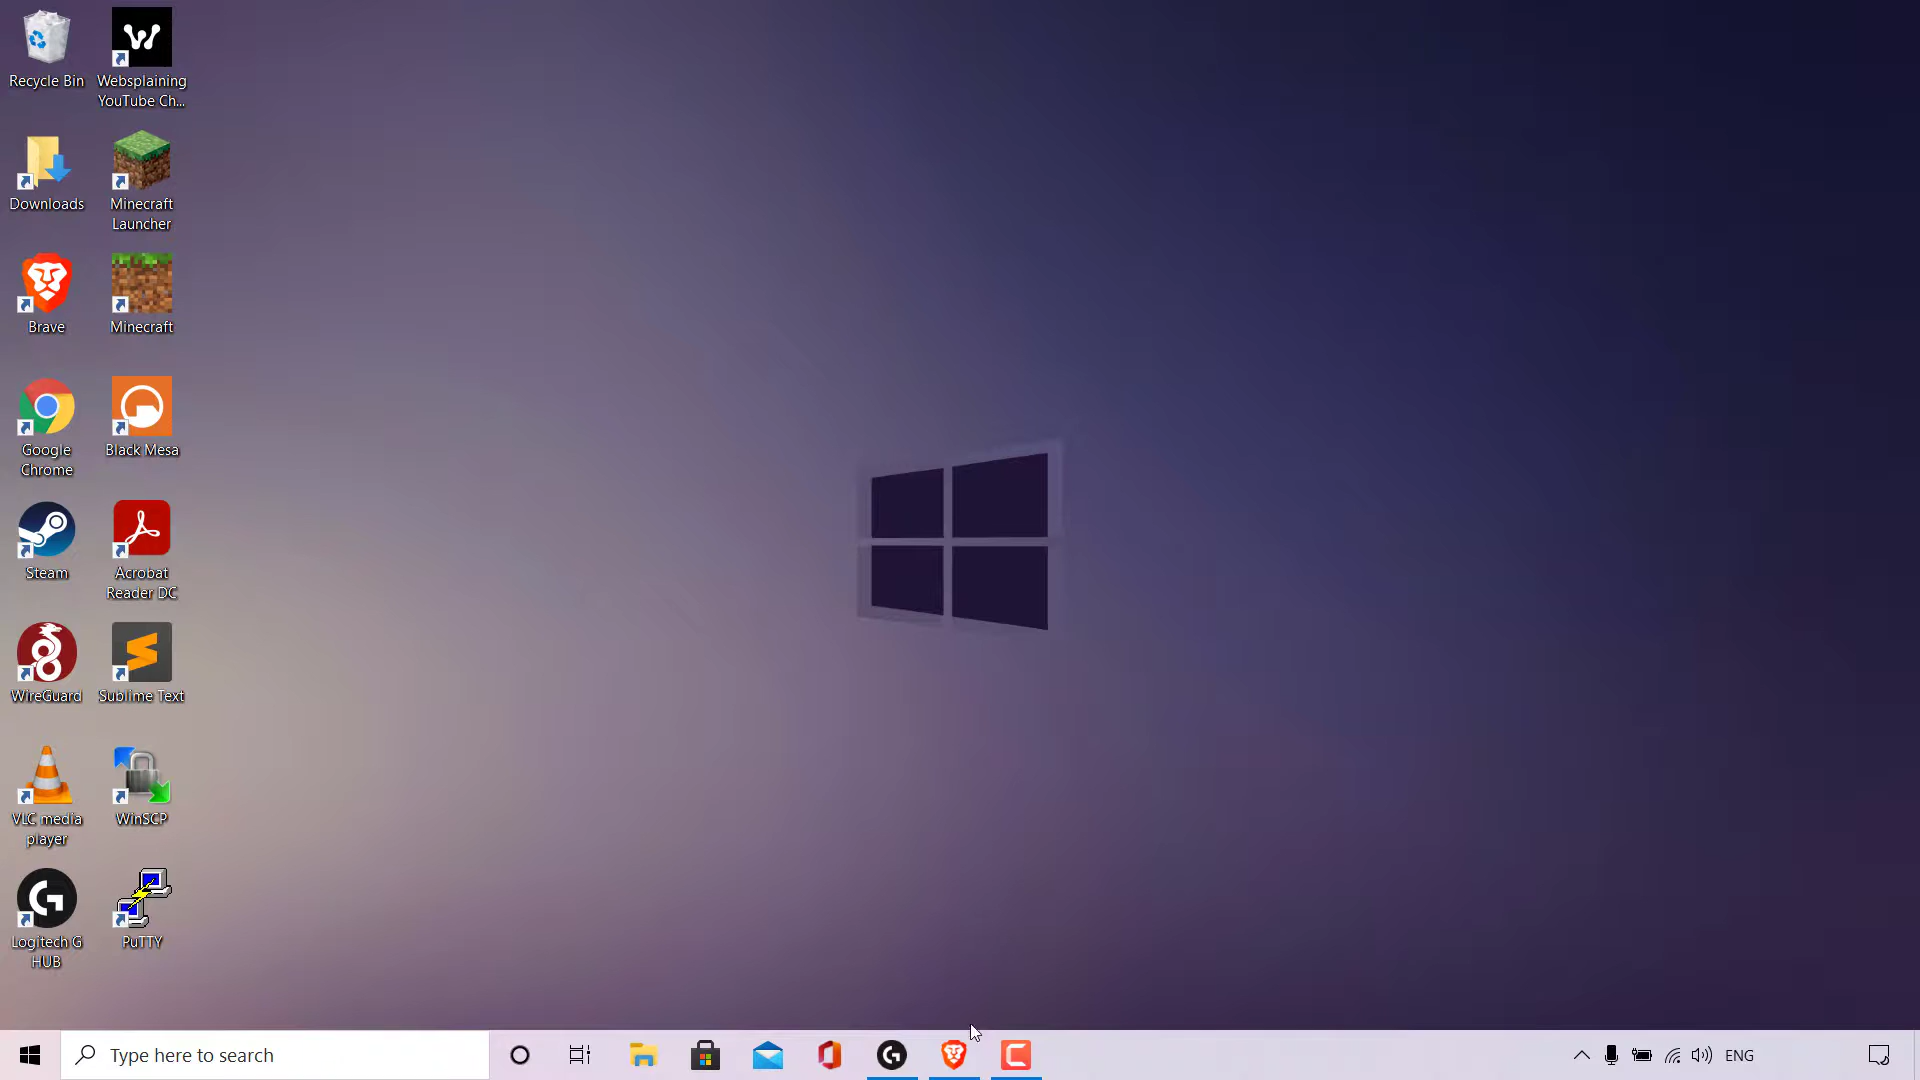 Recycle Bin
Websplaining
YouTube Ch...
Downloads
Minecraft
Launcher
Brave
Minecraft
Google
Chrome
Black Mesa
Steam
Acrobat
Reader DC
WireGuard
Sublime Text
VLC media
player
WinSCP
Logitech G
HUB
PuTTY
Type here to search
ENG